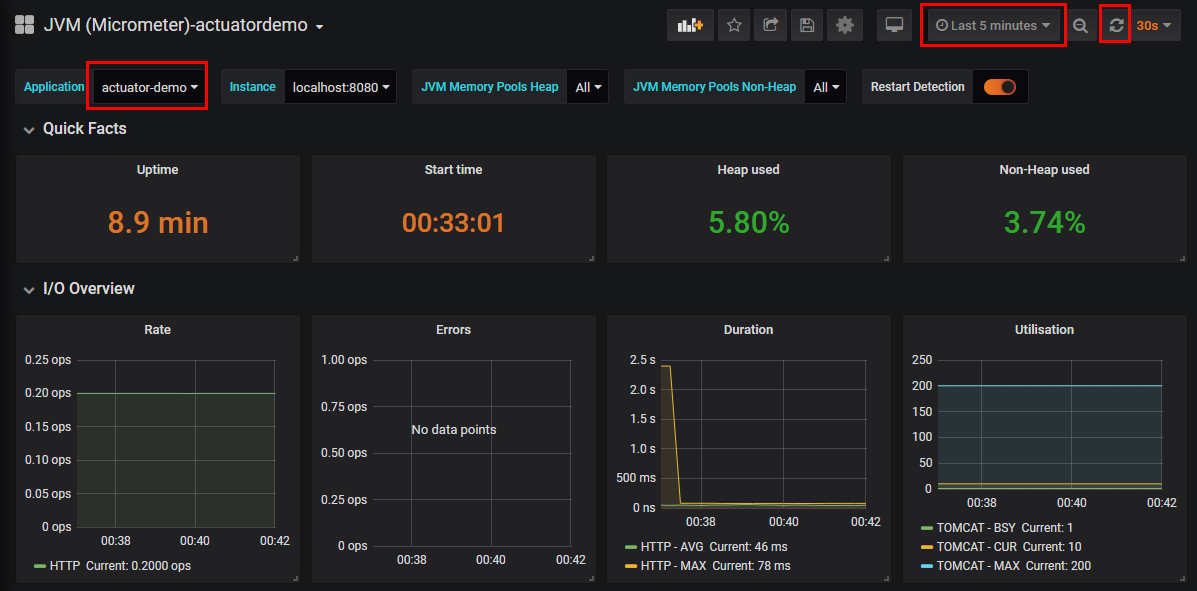 JVM (Micrometer)-actuatordemo
Last 5 minutes
30s
Application actuator-demo Instance localhost:8080 JVM Memory Pools Heap All JVM Memory Pools Non-Heap All Restart Detection
Quick Facts
Uptime
8.9 min
Start time
00:33:01
Heap used
5.80%
Non-Heap used
3.74%
I/O Overview
Rate
0.25 ops
0.20 ops
0.15 ops
0.10 ops
0.05 ops
0 ops
00:38 00:40 00:42
HTTP Current: 0.2000 ops
Errors
1.00 ops
0.75 ops
No data points
0.50 ops
0.25 ops
0 ops
00:38 00:40 00:42
Duration
2.5 s
2.0 s
1.5 s
1.0 s
500 ms
0 ns
00:38 00:40 00:42
HTTP - AVG Current: 46 ms
HTTP - MAX Current: 78 ms
Utilisation
250
200
150
100
50
0
00:38 00:40 00:42
TOMCAT - BSY Current: 1
TOMCAT - CUR Current: 10
TOMCAT - MAX Current: 200